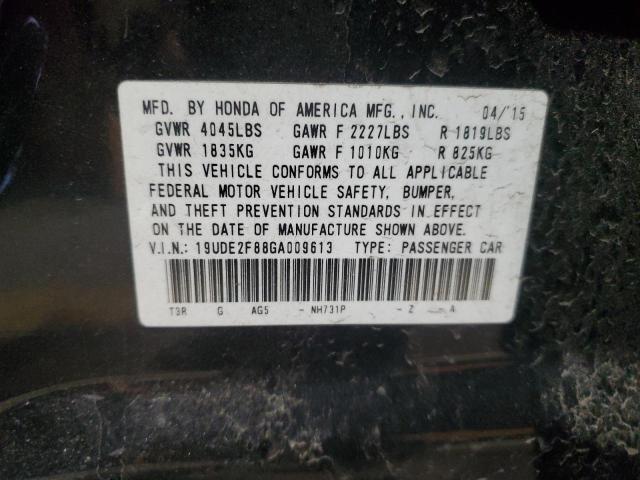 MFD. BY HONDA OF AMERICA MFG., INC. 04/'15
GVWR 4045LBS GAWR F 2227LBS R 1819LBS
GVWR 1835KG GAWR F 1010KG R 825KG
THIS VEHICLE CONFORMS TO ALL APPLICABLE
FEDERAL MOTOR VEHICLE SAFETY, BUMPER,
AND THEFT PREVENTION STANDARDS IN EFFECT
ON THE DATE OF MANUFACTURE SHOWN ABOVE.
V.I.N.: 19UDE2F88GA009613 TYPE: PASSENGER CAR
T3R G AG5 - NH731P - Z - A